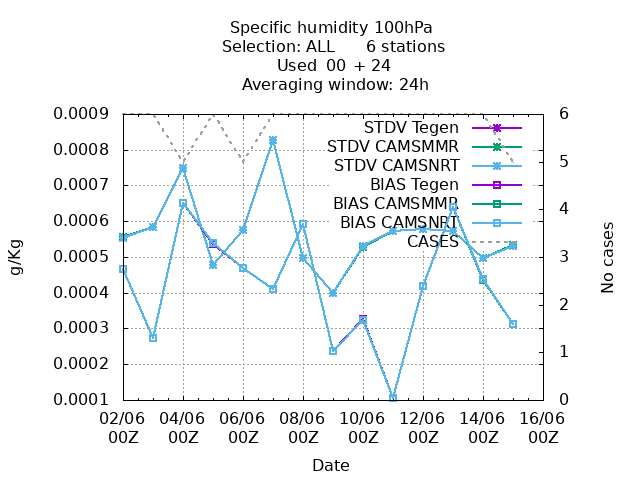 Specific humidity 100hPa
Selection: ALL 6 stations
Used 00 + 24
Averaging window: 24h
STDV Tegen
STDV CAMSMMR
STDV CAMSNRT
BIAS Tegen
BIAS CAMSMMR
BIAS CAMSNRT
CASES
0.0009
0.0008
0.0007
0.0006
0.0005
0.0004
0.0003
0.0002
0.0001
g/Kg
6
5
4
3
2
1
0
No cases
02/06 04/06 06/06 08/06 10/06 12/06 14/06 16/06
00Z 00Z 00Z 00Z 00Z 00Z 00Z 00Z
Date